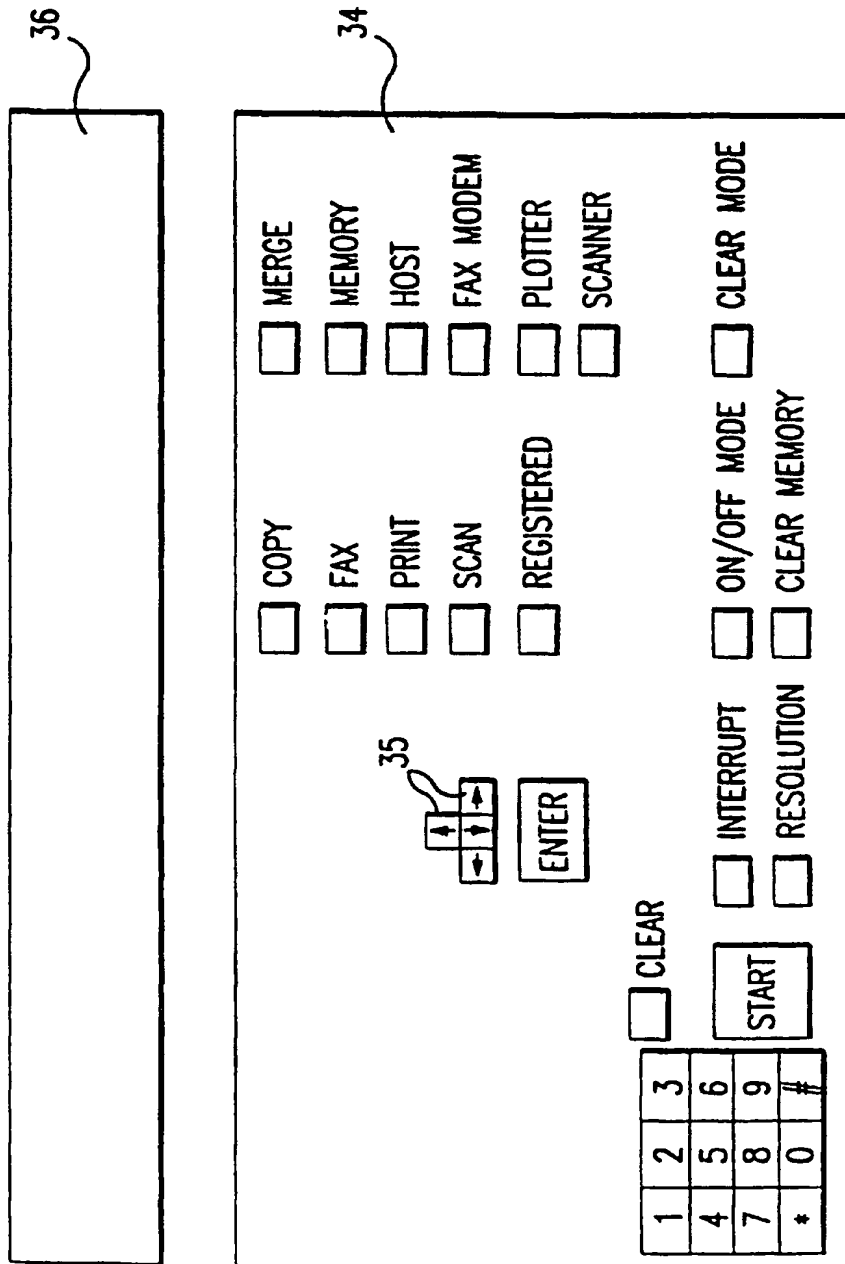 36
34
COPY
MERGE
FAX
MEMORY
PRINT
HOST
35
SCAN
FAX MODEM
ENTER
REGISTERED
PLOTTER
SCANNER
CLEAR
1 2 3
4 5 6
7 8 9
* 0 #
START
INTERRUPT
ON/OFF MODE
CLEAR MODE
RESOLUTION
CLEAR MEMORY